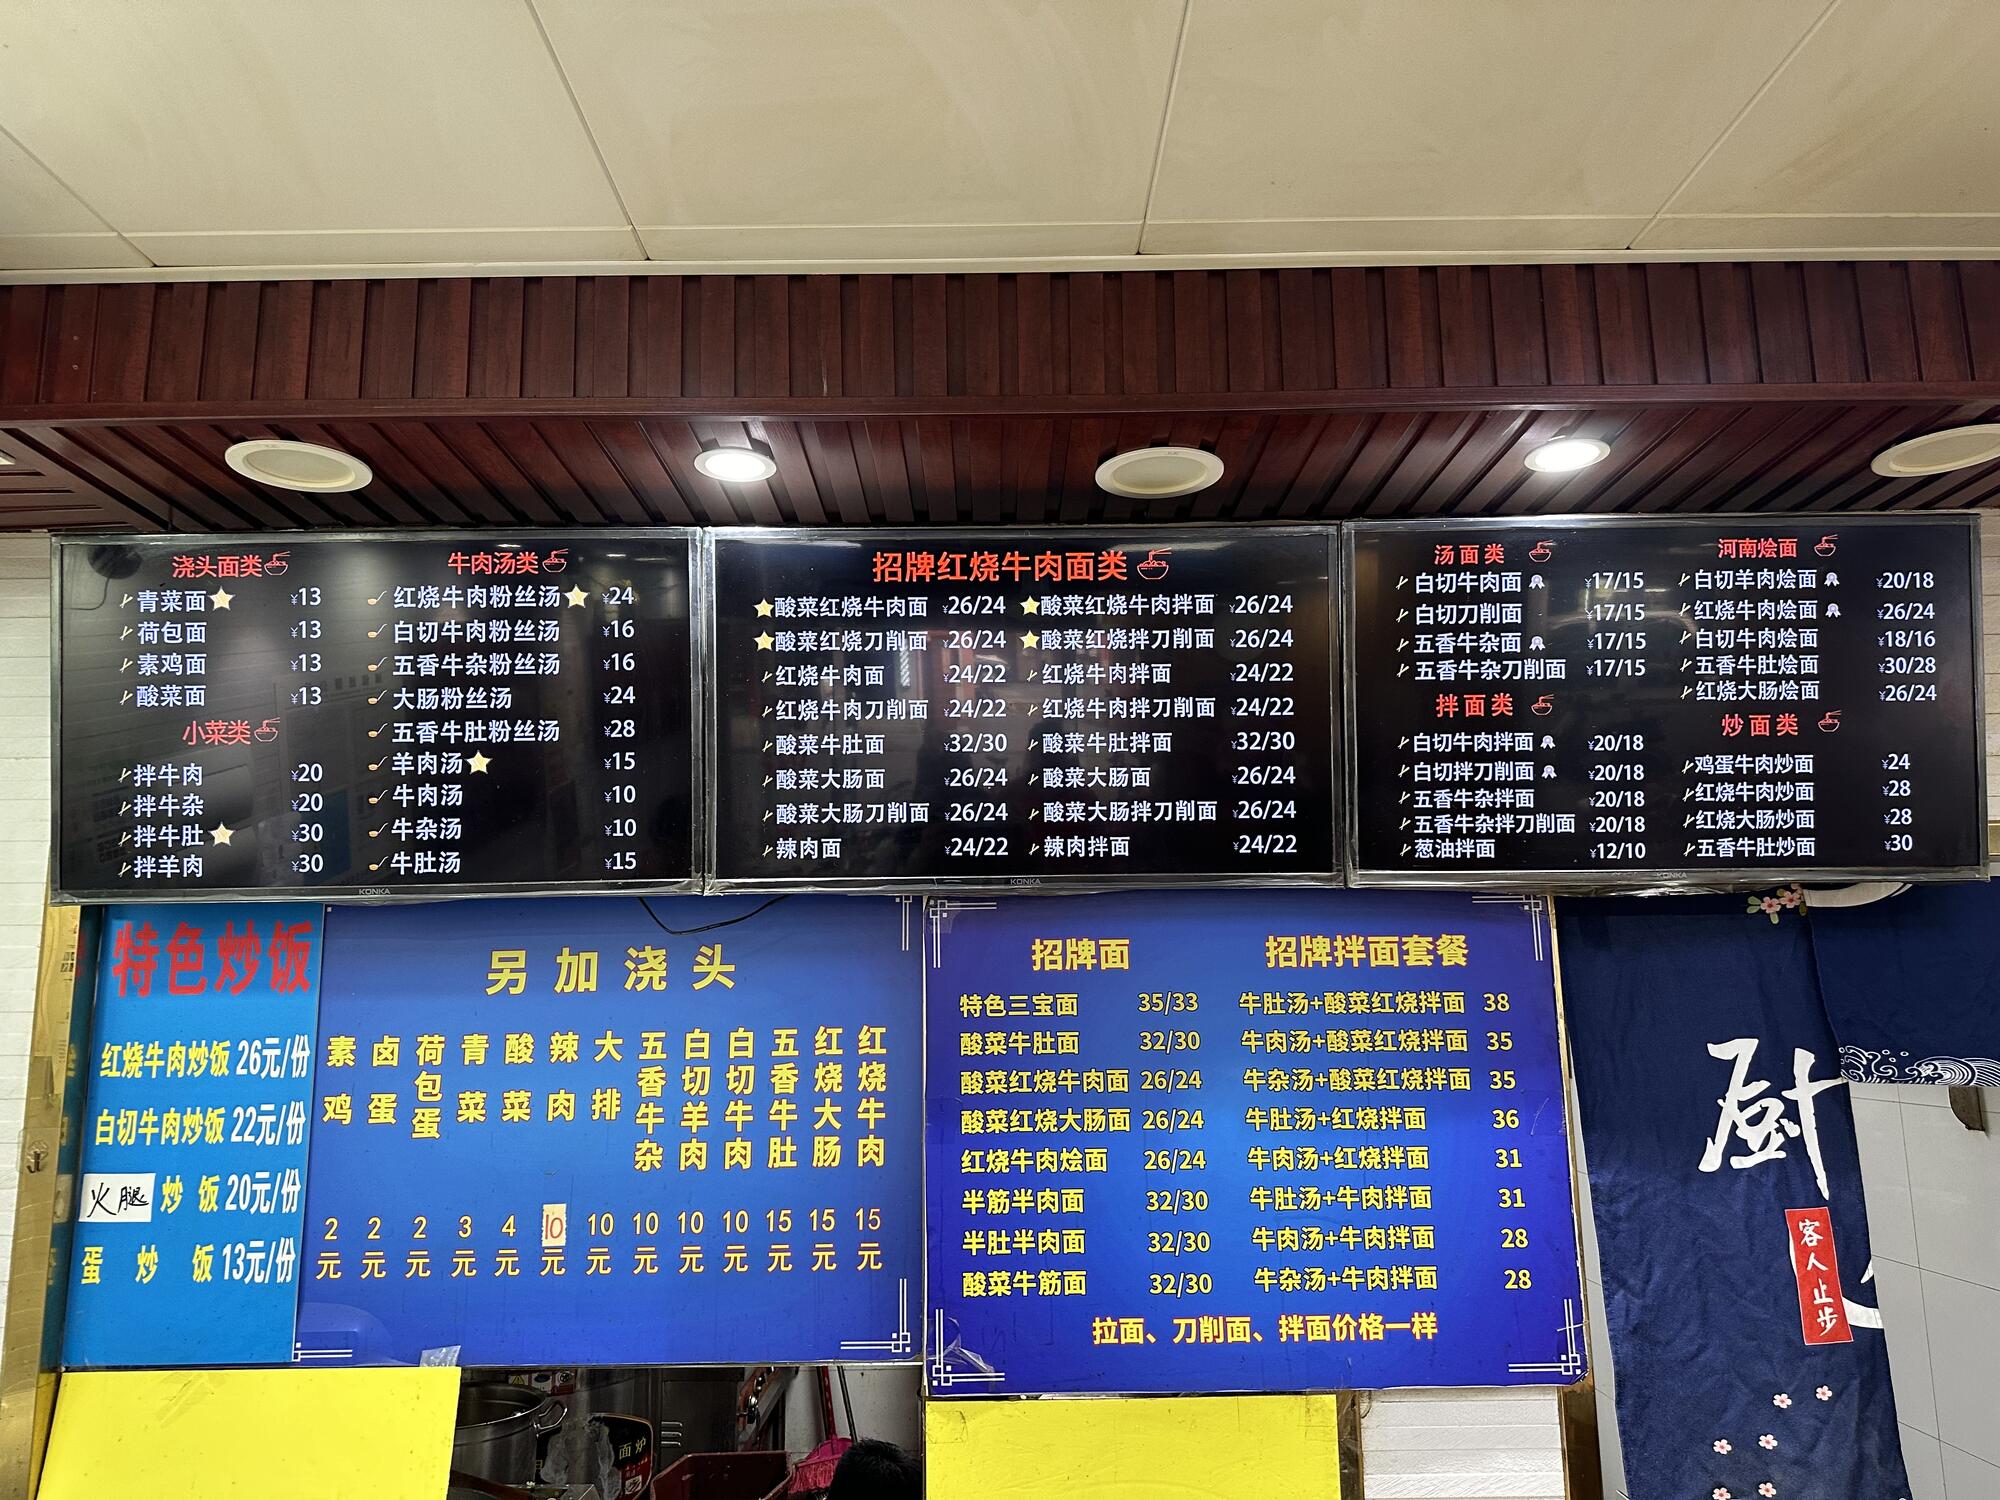 浇头面类
青菜面 ¥13
荷包面 ¥13
素鸡面 ¥13
酸菜面 ¥13
小菜类
拌牛肉 ¥20
拌牛杂 ¥20
拌牛肚 ¥30
拌羊肉 ¥30
牛肉汤类
红烧牛肉粉丝汤 ¥24
白切牛肉粉丝汤 ¥16
五香牛杂粉丝汤 ¥16
大肠粉丝汤 ¥24
五香牛肚粉丝汤 ¥28
羊肉汤 ¥15
牛肉汤 ¥10
牛杂汤 ¥10
牛肚汤 ¥15
KONKA
招牌红烧牛肉面类
酸菜红烧牛肉面 ¥26/24 酸菜红烧牛肉拌面 ¥26/24
酸菜红烧刀削面 ¥26/24 酸菜红烧拌刀削面 ¥26/24
红烧牛肉面 ¥24/22 红烧牛肉拌面 ¥24/22
红烧牛肉刀削面 ¥24/22 红烧牛肉拌刀削面 ¥24/22
酸菜牛肚面 ¥32/30 酸菜牛肚拌面 ¥32/30
酸菜大肠面 ¥26/24 酸菜大肠面 ¥26/24
酸菜大肠刀削面 ¥26/24 酸菜大肠拌刀削面 ¥26/24
辣肉面 ¥24/22 辣肉拌面 ¥24/22
KONKA
汤面类
白切牛肉面 ¥17/15
白切刀削面 ¥17/15
五香牛杂面 ¥17/15
五香牛杂刀削面 ¥17/15
拌面类
白切牛肉拌面 ¥20/18
白切拌刀削面 ¥20/18
五香牛杂拌面 ¥20/18
五香牛杂拌刀削面 ¥20/18
葱油拌面 ¥12/10
河南烩面
白切羊肉烩面 ¥20/18
红烧牛肉烩面 ¥26/24
白切牛肉烩面 ¥18/16
五香牛肚烩面 ¥30/28
红烧大肠烩面 ¥26/24
炒面类
鸡蛋牛肉炒面 ¥24
红烧牛肉炒面 ¥28
红烧大肠炒面 ¥28
五香牛肚炒面 ¥30
KONKA
特色炒饭
红烧牛肉炒饭 26元/份
白切牛肉炒饭 22元/份
火腿炒饭 20元/份
蛋炒饭 13元/份
另加浇头
素鸡 2元
卤蛋 2元
荷包蛋 2元
青菜 3元
酸菜 4元
辣肉 10元
大排 10元
五香牛杂 10元
白切羊肉 10元
白切牛肉 10元
五香牛肚 15元
红烧大肠 15元
红烧牛肉 15元
招牌面
特色三宝面 35/33
酸菜牛肚面 32/30
酸菜红烧牛肉面 26/24
酸菜红烧大肠面 26/24
红烧牛肉烩面 26/24
半筋半肉面 32/30
半肚半肉面 32/30
酸菜牛筋面 32/30
招牌拌面套餐
牛肚汤+酸菜红烧拌面 38
牛肉汤+酸菜红烧拌面 35
牛杂汤+酸菜红烧拌面 35
牛肚汤+红烧拌面 36
牛肉汤+红烧拌面 31
牛肚汤+牛肉拌面 31
牛肉汤+牛肉拌面 28
牛杂汤+牛肉拌面 28
拉面、刀削面、拌面价格一样
厨
客人止步